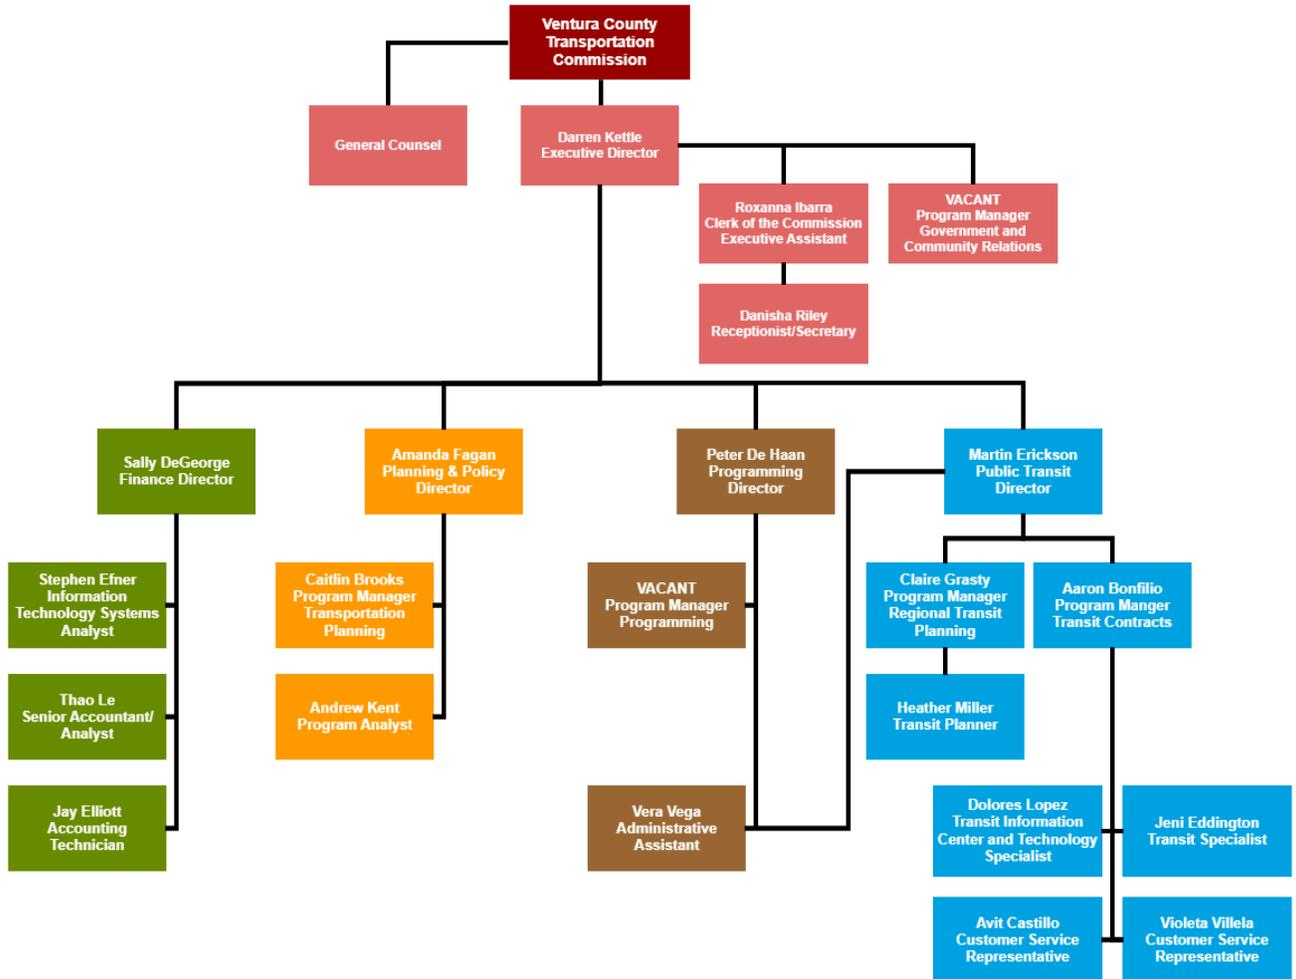 Ventura County
Transportation
Commission
General Counsel
Darren Kettle
Executive Director
Roxanna Ibarra
Clerk of the Commission
Executive Assistant
VACANT
Program Manager
Government and
Community Relations
Danisha Riley
Receptionist/Secretary
Sally DeGeorge
Finance Director
Amanda Fagan
Planning & Policy
Director
Peter De Haan
Programming
Director
Martin Erickson
Public Transit
Director
Stephen Efner
Information
Technology Systems
Analyst
Caitlin Brooks
Program Manager
Transportation
Planning
VACANT
Program Manager
Programming
Claire Grasty
Program Manager
Regional Transit
Planning
Aaron Bonfilio
Program Manger
Transit Contracts
Thao Le
Senior Accountant/
Analyst
Andrew Kent
Program Analyst
Heather Miller
Transit Planner
Jay Elliott
Accounting
Technician
Vera Vega
Administrative
Assistant
Dolores Lopez
Transit Information
Center and Technology
Specialist
Jeni Eddington
Transit Specialist
Avit Castillo
Customer Service
Representative
Violeta Villela
Customer Service
Representative